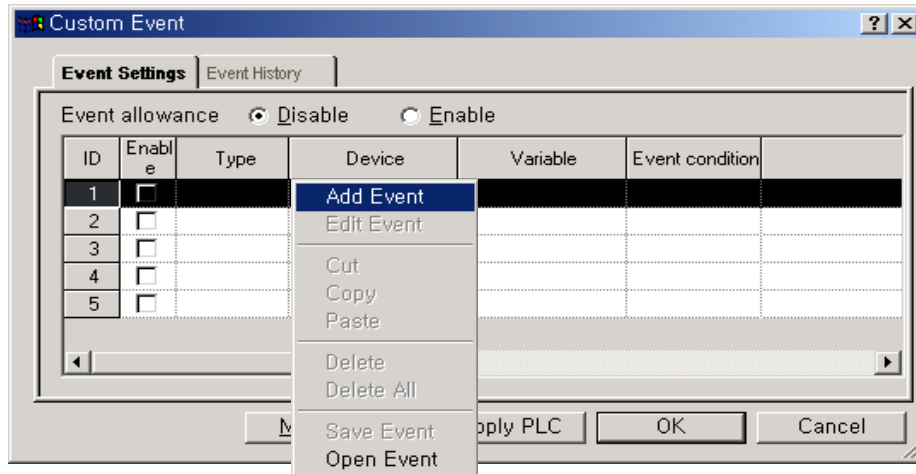 Custom Event
Event Settings Event History
Event allowance Disable Enable
ID Enable Type Device Variable Event condition
1
2
3
4
5
Add Event
Edit Event
Cut
Copy
Paste
Delete
Delete All
Save Event
Open Event
PLC OK Cancel